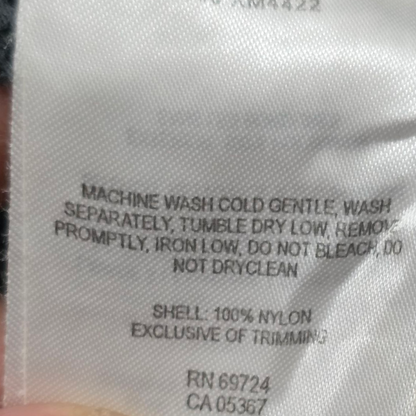 XM4422
MACHINE WASH COLD GENTLE, WASH
SEPARATELY, TUMBLE DRY LOW, REMOVE
PROMPTLY, IRON LOW, DO NOT BLEACH, DO
NOT DRYCLEAN
SHELL: 100% NYLON
EXCLUSIVE OF TRIMMING
RN 69724
CA 05367